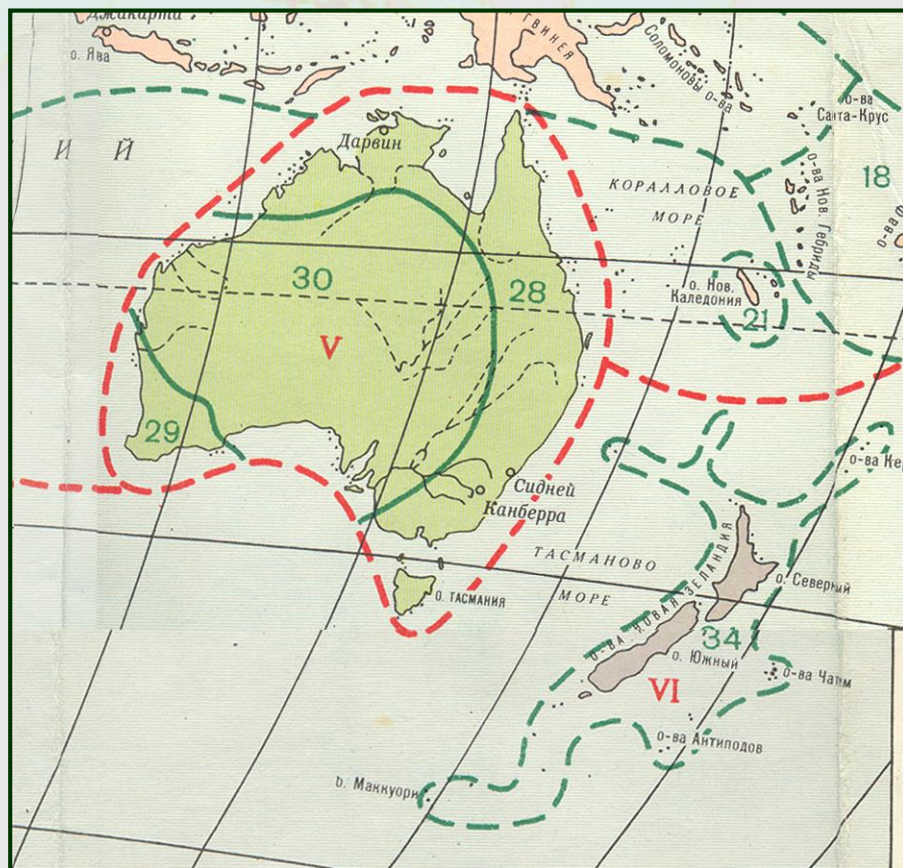 Джакарта
о. Ява
ГВИНЕЯ
Соломоновы о-ва
о-ва
Санта-Крус
о-ва Нов. Гебриды
18
И Й
Дарвин
КОРАЛЛОВОЕ
МОРЕ
о. Нов.
Каледония
21
30
28
V
29
Сидней
Канберра
о-ва Кер
ТАСМАНОВО
МОРЕ
о. ТАСМАНИЯ
о-ва НОВАЯ ЗЕЛАНДИЯ
о. Северный
34
о. Южный
VI
о-ва Чатем
о-ва Антиподов
о. Маккуори